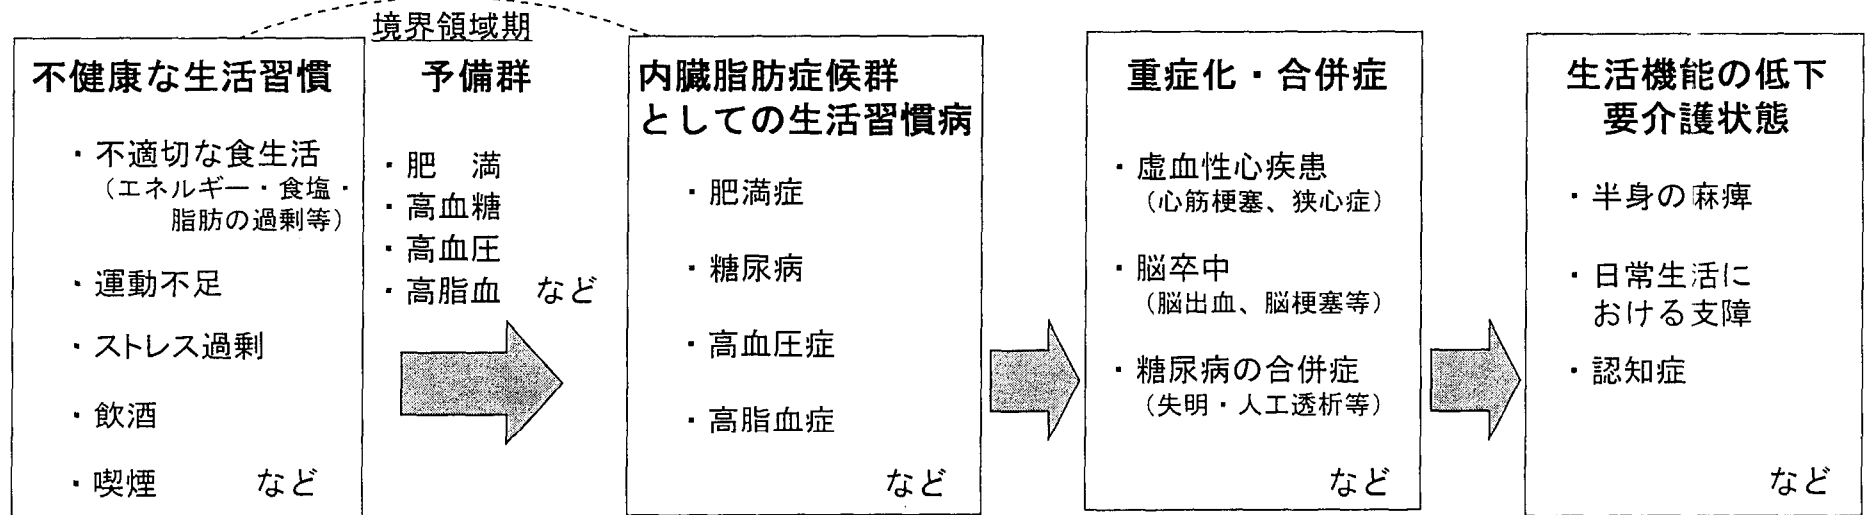 境界領域期
不健康な生活習慣
・不適切な食生活
（エネルギー・食塩・
脂肪の過剰等）
・運動不足
・ストレス過剰
・飲酒
・喫煙　など
予備群
・肥　満
・高血糖
・高血圧
・高脂血　など
内臓脂肪症候群
としての生活習慣病
・肥満症
・糖尿病
・高血圧症
・高脂血症
など
重症化・合併症
・虚血性心疾患
（心筋梗塞、狭心症）
・脳卒中
（脳出血、脳梗塞等）
・糖尿病の合併症
（失明・人工透析等）
など
生活機能の低下
要介護状態
・半身の麻痺
・日常生活に
おける支障
・認知症
など